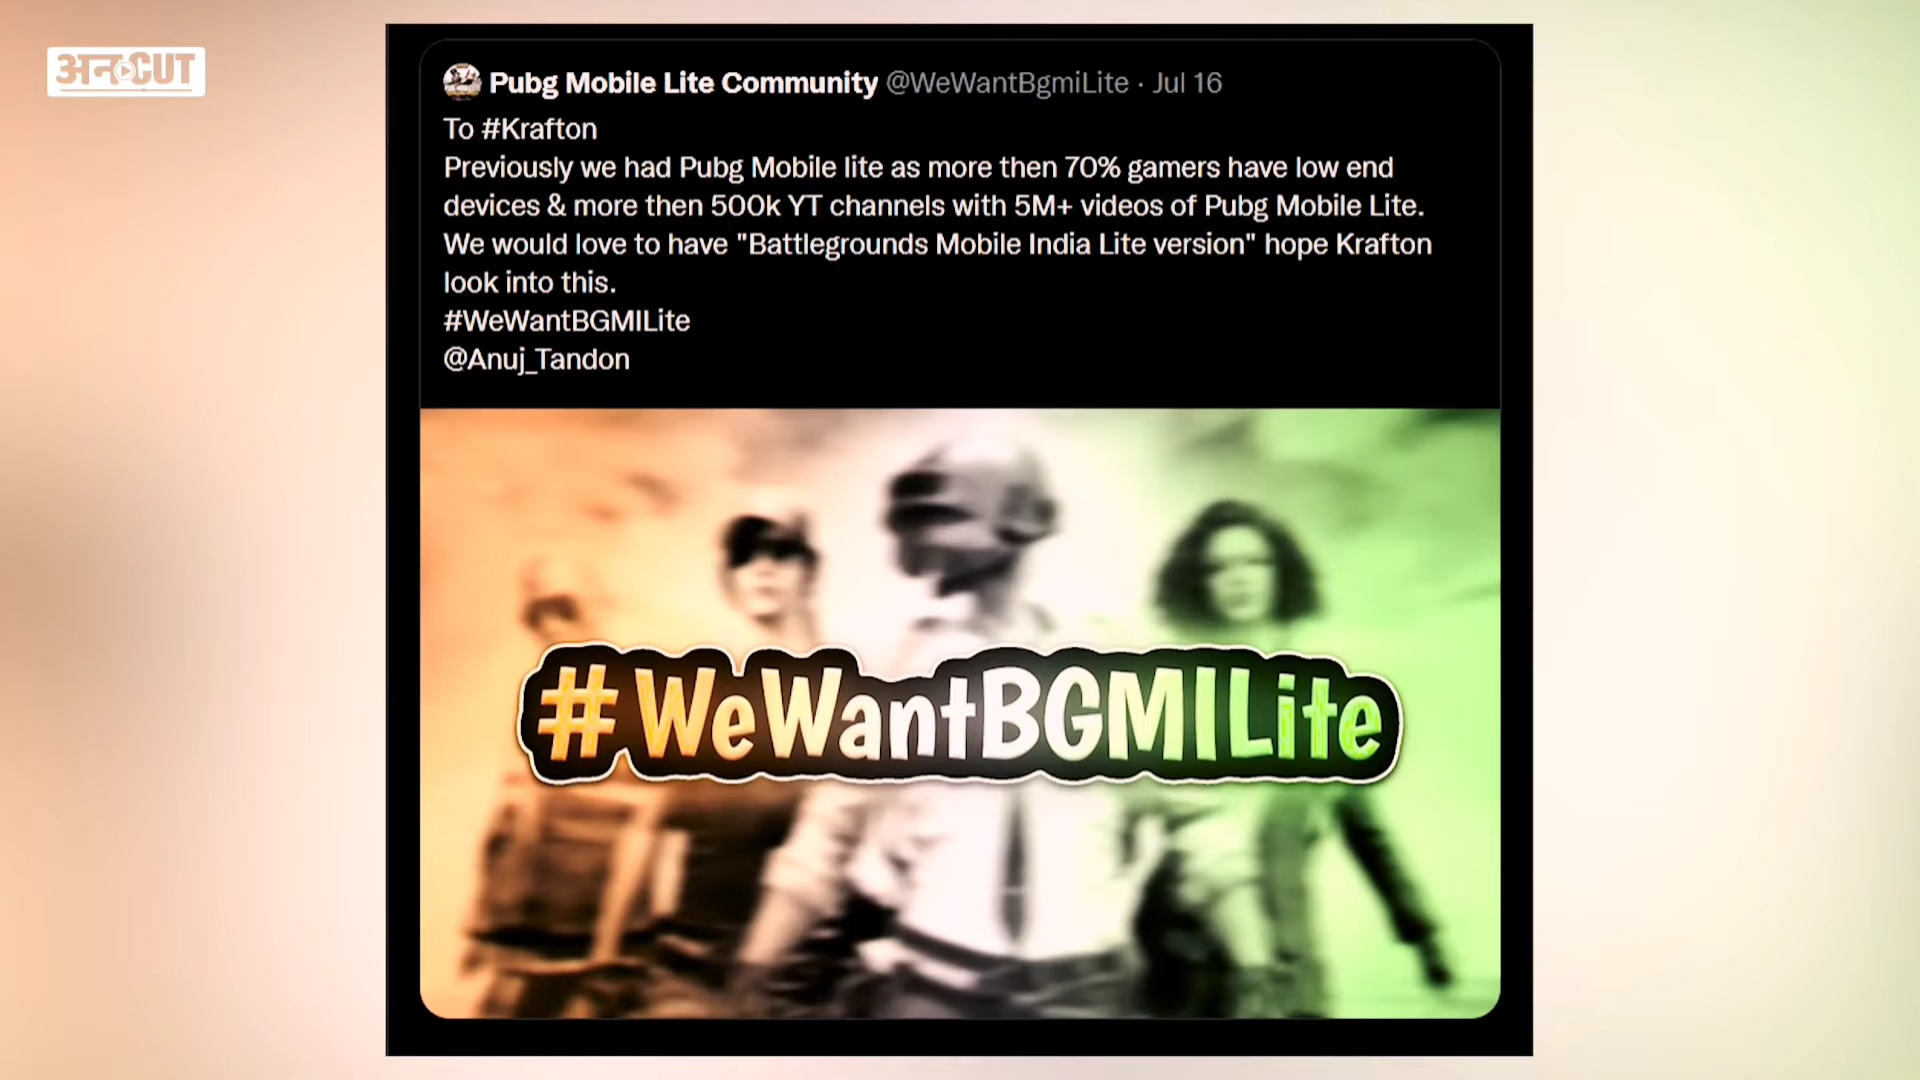 अनCUT
Pubg Mobile Lite Community @WeWantBgmiLite · Jul 16
To #Krafton
Previously we had Pubg Mobile lite as more then 70% gamers have low end
devices & more then 500k YT channels with 5M+ videos of Pubg Mobile Lite.
We would love to have "Battlegrounds Mobile India Lite version" hope Krafton
look into this.
#WeWantBGMILite
@Anuj_Tandon
#WeWantBGMILite